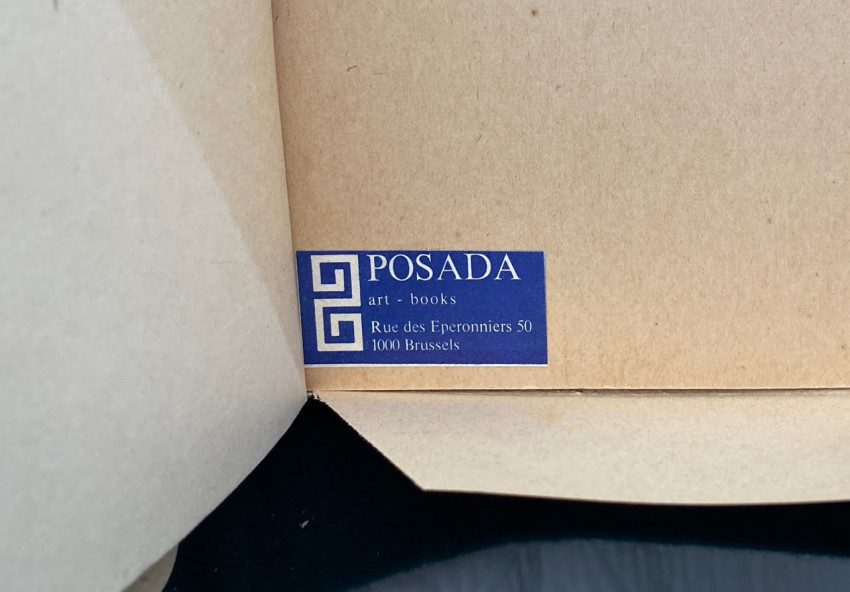 POSADA
art - books
Rue des Eperonniers 50
1000 Brussels